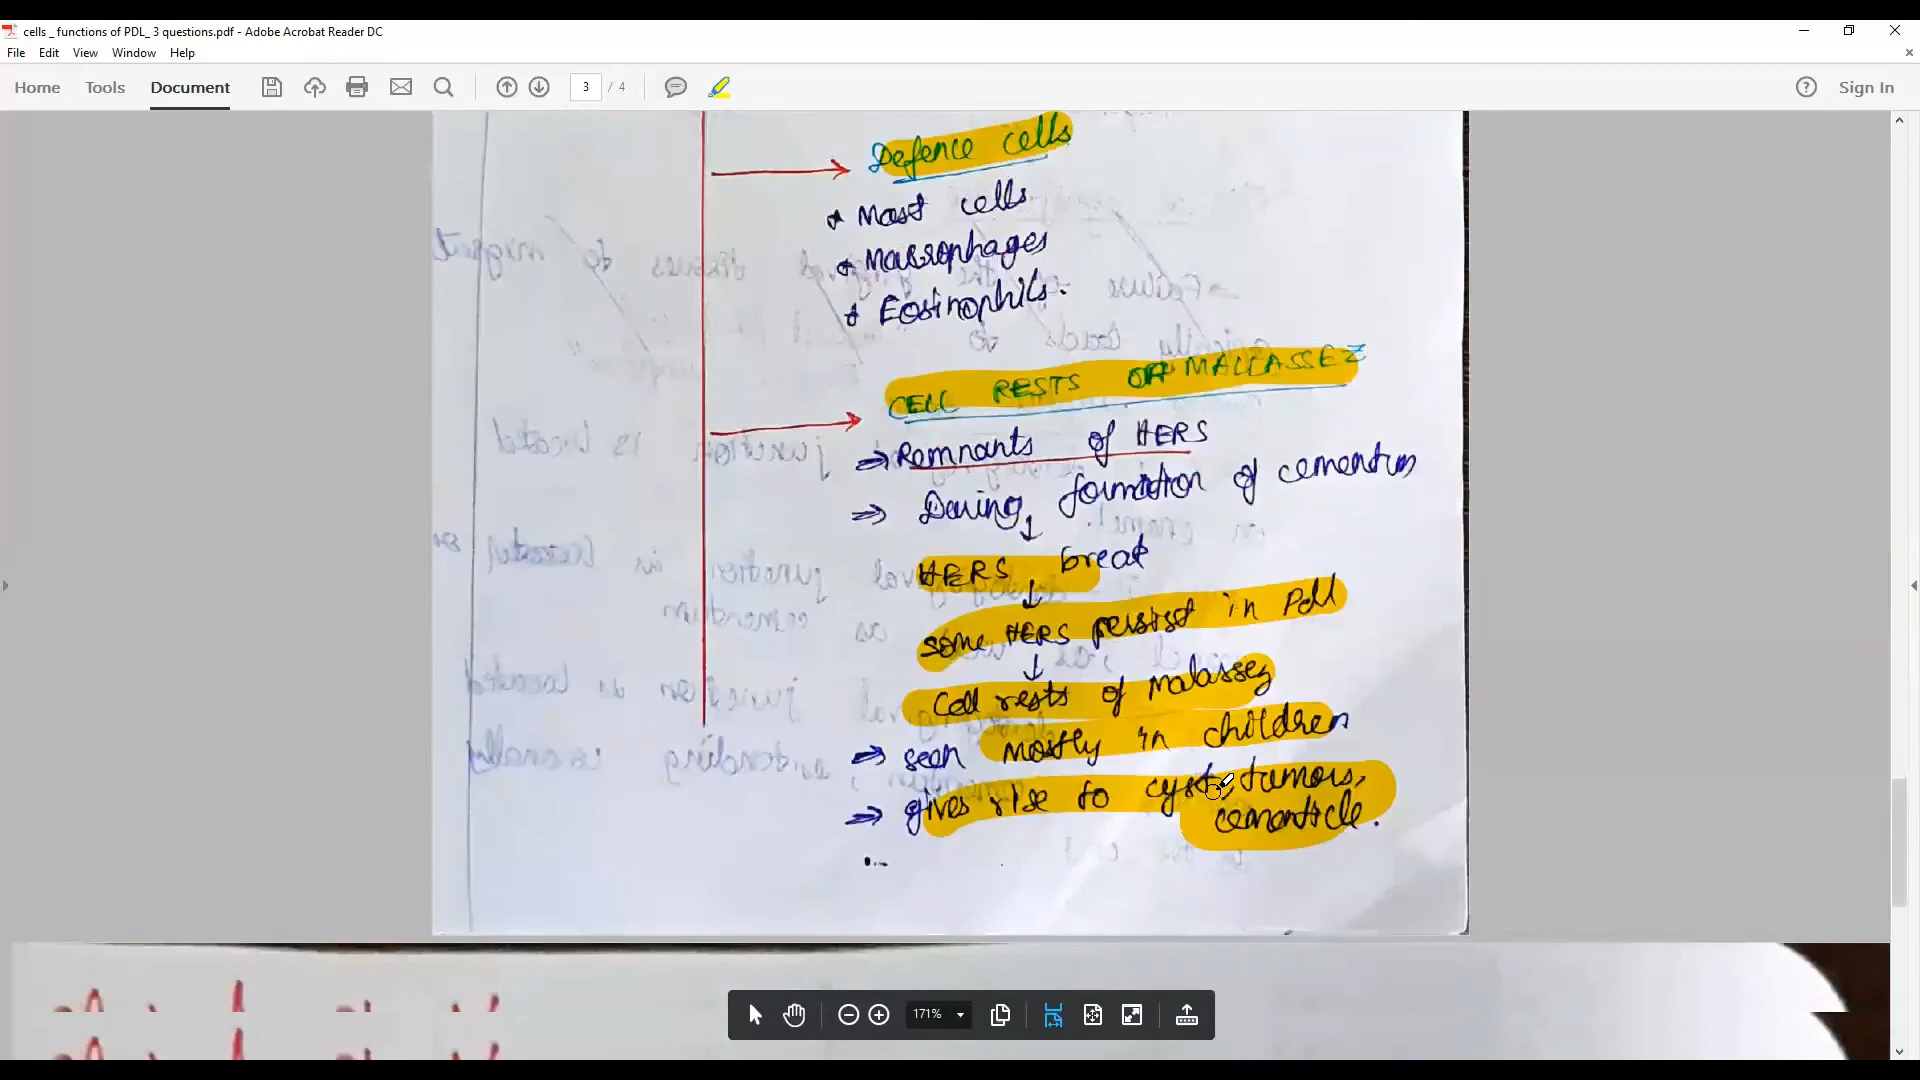 cells _ functions of PDL_ 3 questions.pdf - Adobe Acrobat Reader DC
File Edit View Window Help
Home Tools Document 3 / 4 Sign In
Defence cells
* Mast cells
* Macrophages
* Eosinophils.
CELL RESTS OF MALLASSEZ
⇒ Remnants of HERS
⇒ During formation of cementum
↓
HERS break
↓
some HERS persist in Pdl
↓
Cell rests of Malassez
⇒ seen mostly in children
⇒ gives rise to cyst, tumors,
cementicle.
171%